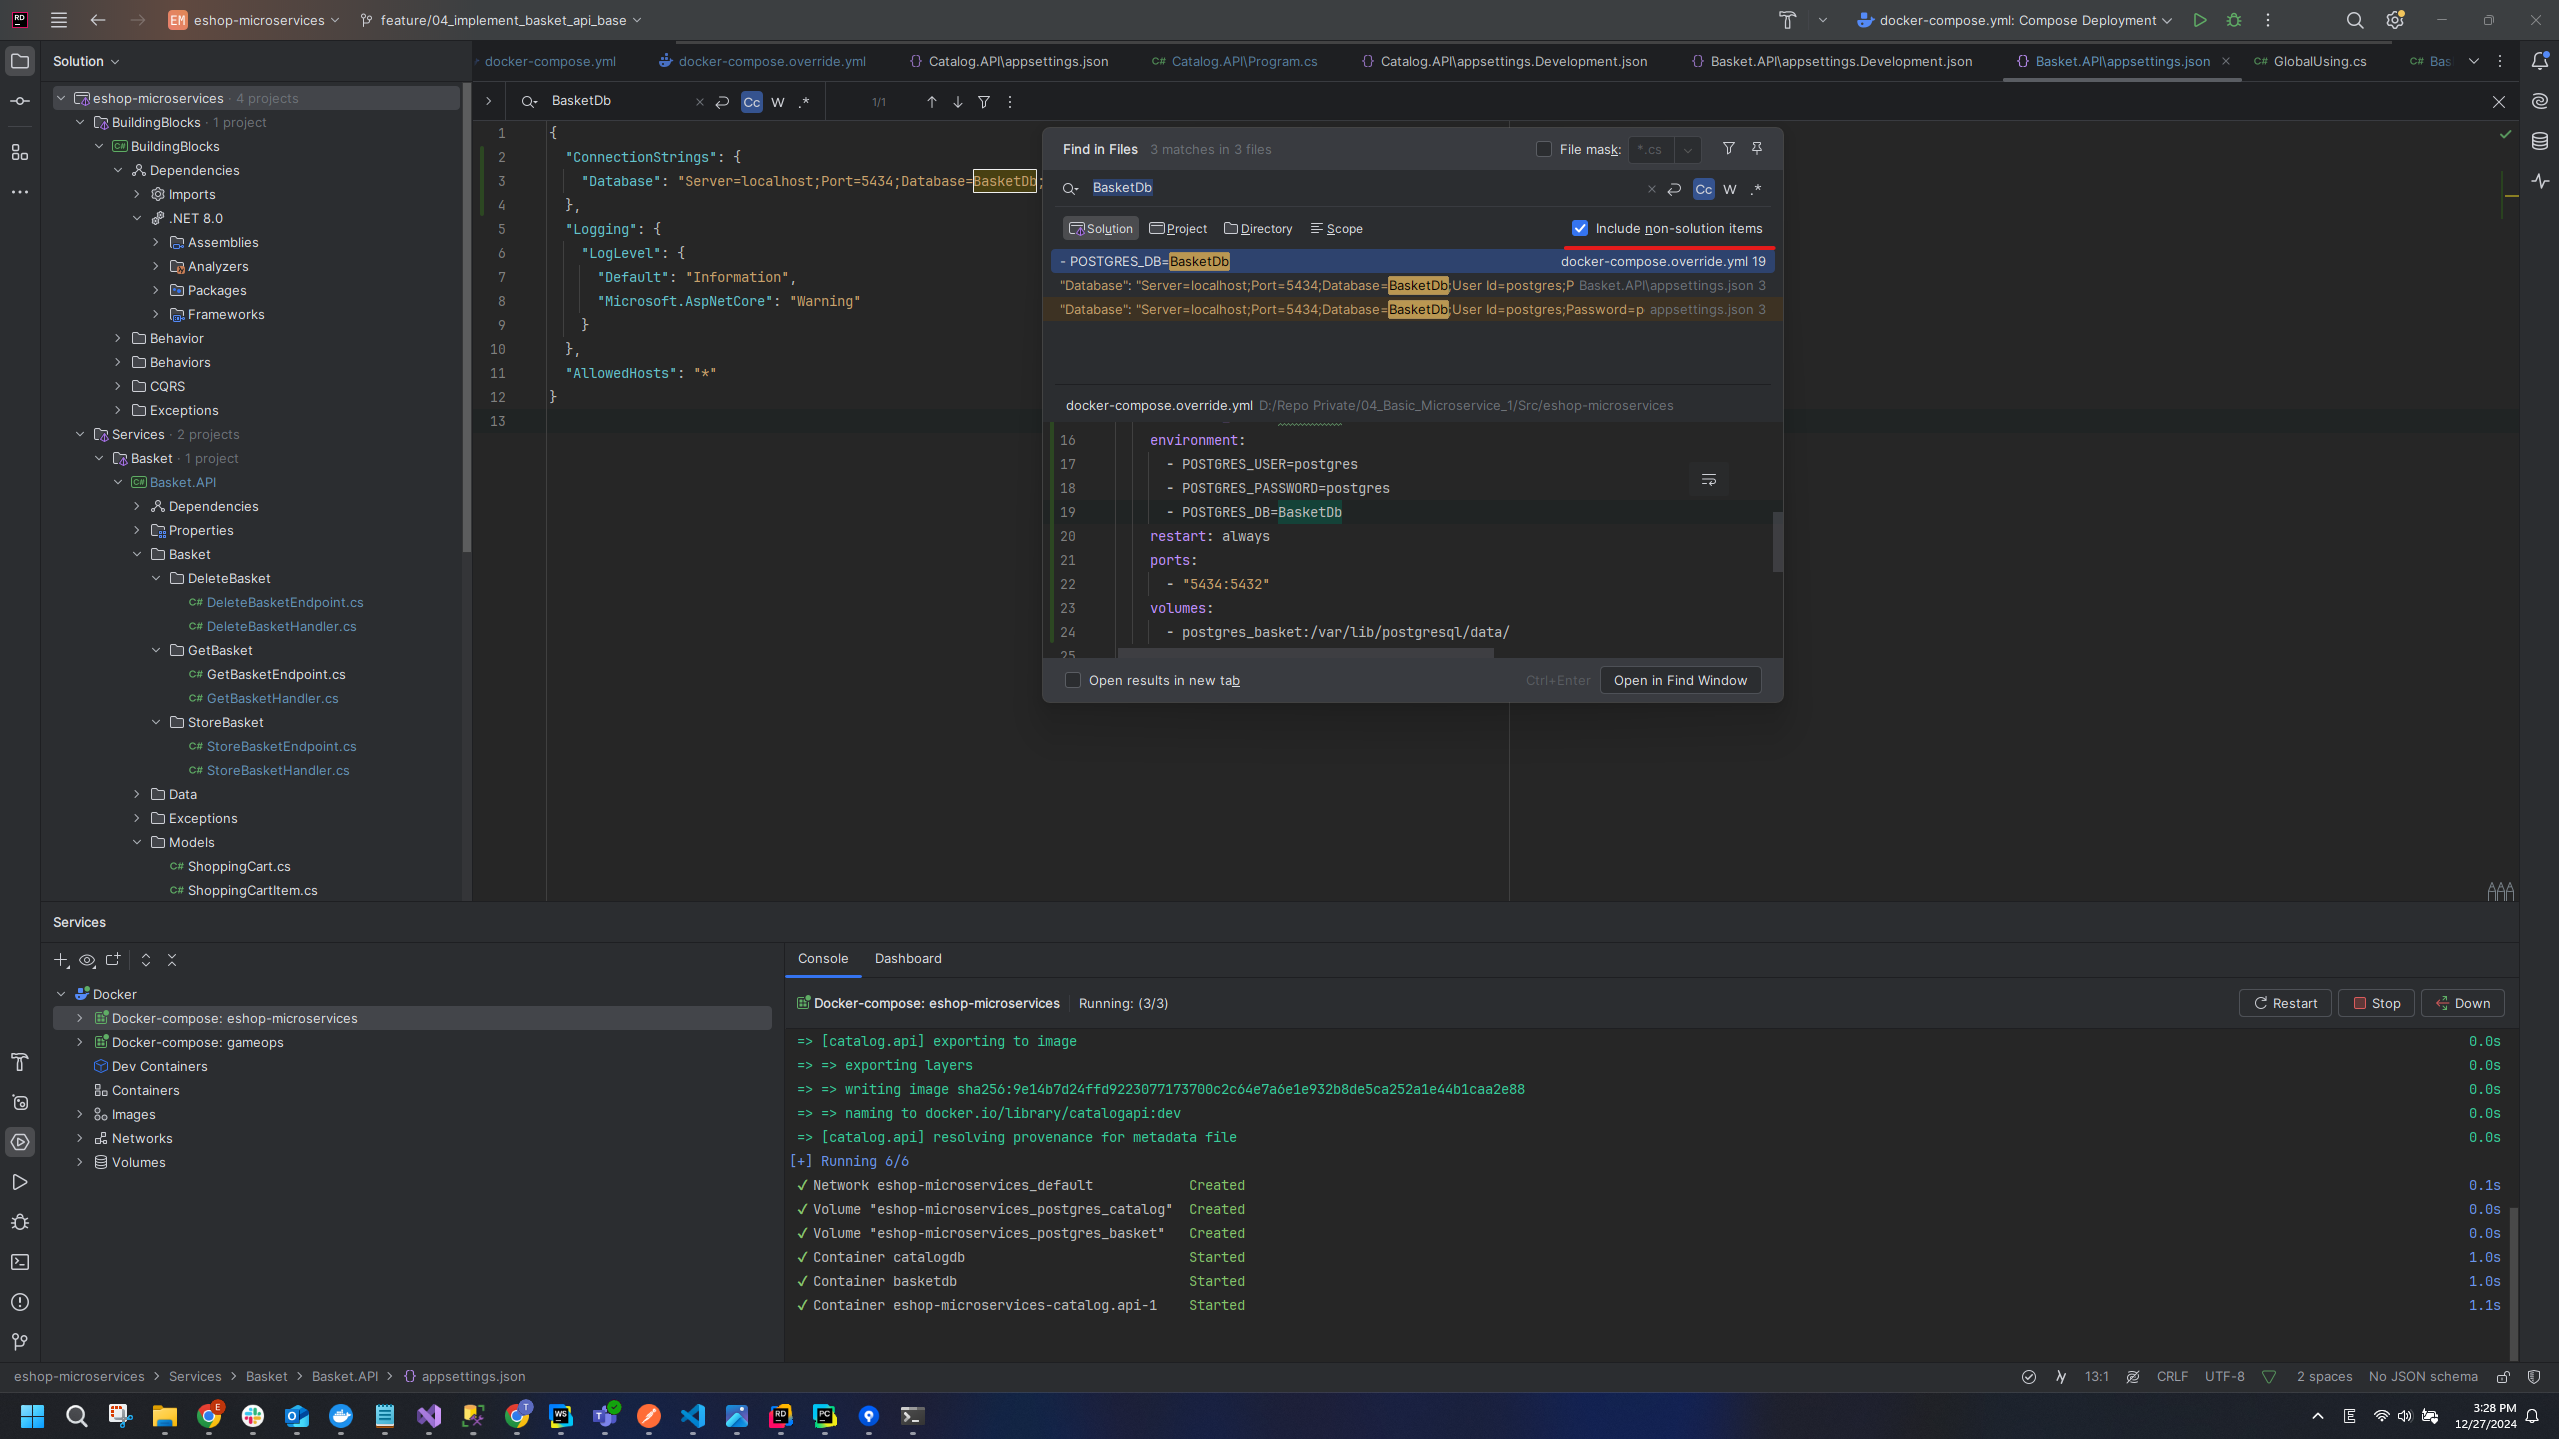 EM eshop-microservices feature/04_implement_basket_api_base docker-compose.yml: Compose Deployment
Solution
docker-compose.yml docker-compose.override.yml Catalog.API\appsettings.json Catalog.API\Program.cs Catalog.API\appsettings.Development.json Basket.API\appsettings.Development.json Basket.API\appsettings.json GlobalUsing.cs Bas
BasketDb Cc W .* 1/1
eshop-microservices · 4 projects
BuildingBlocks · 1 project
BuildingBlocks
Dependencies
Imports
.NET 8.0
Assemblies
Analyzers
Packages
Frameworks
Behavior
Behaviors
CQRS
Exceptions
Services · 2 projects
Basket · 1 project
Basket.API
Dependencies
Properties
Basket
DeleteBasket
DeleteBasketEndpoint.cs
DeleteBasketHandler.cs
GetBasket
GetBasketEndpoint.cs
GetBasketHandler.cs
StoreBasket
StoreBasketEndpoint.cs
StoreBasketHandler.cs
Data
Exceptions
Models
ShoppingCart.cs
ShoppingCartItem.cs
1 {
2 "ConnectionStrings": {
3 "Database": "Server=localhost;Port=5434;Database=BasketDb;
4 },
5 "Logging": {
6 "LogLevel": {
7 "Default": "Information",
8 "Microsoft.AspNetCore": "Warning"
9 }
10 },
11 "AllowedHosts": "*"
12 }
13
Find in Files 3 matches in 3 files File mask: *.cs
BasketDb Cc W .*
Solution Project Directory Scope Include non-solution items
- POSTGRES_DB=BasketDb docker-compose.override.yml 19
"Database": "Server=localhost;Port=5434;Database=BasketDb;User Id=postgres;P Basket.API\appsettings.json 3
"Database": "Server=localhost;Port=5434;Database=BasketDb;User Id=postgres;Password=p appsettings.json 3
docker-compose.override.yml D:/Repo Private/04_Basic_Microservice_1/Src/eshop-microservices
16 environment:
17 - POSTGRES_USER=postgres
18 - POSTGRES_PASSWORD=postgres
19 - POSTGRES_DB=BasketDb
20 restart: always
21 ports:
22 - "5434:5432"
23 volumes:
24 - postgres_basket:/var/lib/postgresql/data/
25
Open results in new tab Ctrl+Enter Open in Find Window
Services
Docker
Docker-compose: eshop-microservices
Docker-compose: gameops
Dev Containers
Containers
Images
Networks
Volumes
Console Dashboard
Docker-compose: eshop-microservices Running: (3/3) Restart Stop Down
=> [catalog.api] exporting to image 0.0s
=> => exporting layers 0.0s
=> => writing image sha256:9e14b7d24ffd9223077173700c2c64e7a6e1e932b8de5ca252a1e44b1caa2e88 0.0s
=> => naming to docker.io/library/catalogapi:dev 0.0s
=> [catalog.api] resolving provenance for metadata file 0.0s
[+] Running 6/6
✓ Network eshop-microservices_default Created 0.1s
✓ Volume "eshop-microservices_postgres_catalog" Created 0.0s
✓ Volume "eshop-microservices_postgres_basket" Created 0.0s
✓ Container catalogdb Started 1.0s
✓ Container basketdb Started 1.0s
✓ Container eshop-microservices-catalog.api-1 Started 1.1s
eshop-microservices > Services > Basket > Basket.API > appsettings.json 13:1 CRLF UTF-8 2 spaces No JSON schema
3:28 PM
12/27/2024